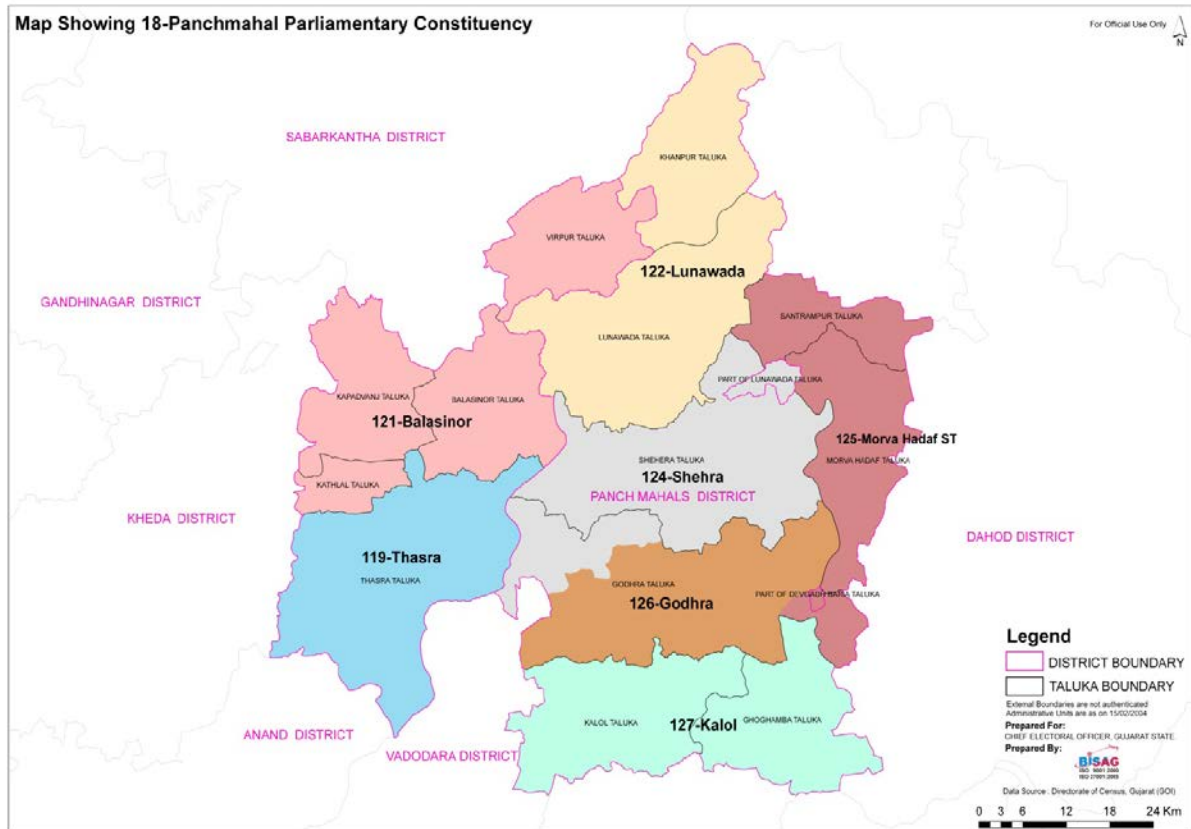 Map Showing 18-Panchmahal Parliamentary Constituency
For Official Use Only
N
SABARKANTHA DISTRICT
KHANPUR TALUKA
VIRPUR TALUKA
122-Lunawada
GANDHINAGAR DISTRICT
SANTRAMPUR TALUKA
LUNAWADA TALUKA
PART OF LUNAWADA TALUKA
KAPADVANJ TALUKA
BALASINOR TALUKA
121-Balasinor
125-Morva Hadaf ST
SHEHERA TALUKA
MORVA HADAF TALUKA
124-Shehra
KATHLAL TALUKA
PANCH MAHALS DISTRICT
KHEDA DISTRICT
DAHOD DISTRICT
119-Thasra
THASRA TALUKA
GODHRA TALUKA
PART OF DEVGADH BARIA TALUKA
126-Godhra
Legend
DISTRICT BOUNDARY
TALUKA BOUNDARY
External Boundaries are not authenticated
Administrative Units are as on 15/02/2004
Prepared For:
CHIEF ELECTORAL OFFICER, GUJARAT STATE
Prepared By:
BISAG
ISO 9001:2000
ISO 27001:2005
KALOL TALUKA
127-Kalol
GHOGHAMBA TALUKA
ANAND DISTRICT
VADODARA DISTRICT
Data Source : Directorate of Census, Gujarat (GOI)
0 3 6 12 18 24 Km